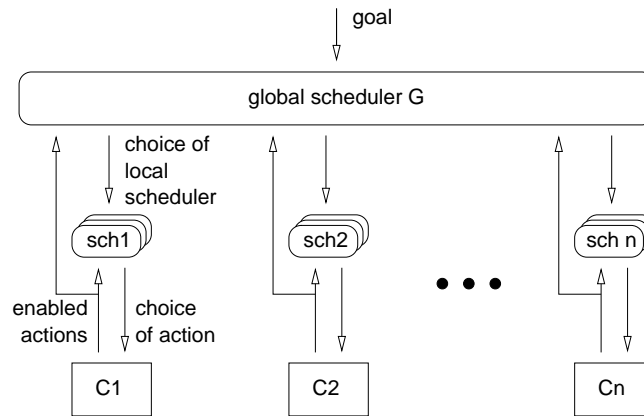 goal
global scheduler G
choice of
local
scheduler
sch1
sch2
sch n
enabled
actions
choice
of action
C1
C2
Cn